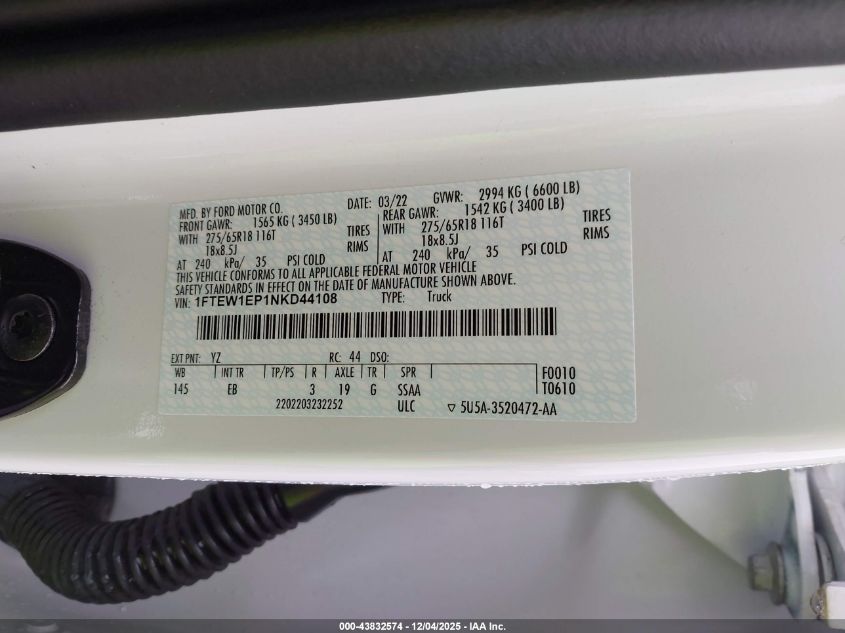 MFD. BY FORD MOTOR CO.
DATE: 03/22 GVWR: 2994 KG ( 6600 LB)
FRONT GAWR: 1565 KG ( 3450 LB) REAR GAWR: 1542 KG ( 3400 LB)
WITH 275/65R18 116T TIRES WITH 275/65R18 116T TIRES
18x8.5J RIMS 18x8.5J RIMS
AT 240 kPa/ 35 PSI COLD AT 240 kPa/ 35 PSI COLD
THIS VEHICLE CONFORMS TO ALL APPLICABLE FEDERAL MOTOR VEHICLE
SAFETY STANDARDS IN EFFECT ON THE DATE OF MANUFACTURE SHOWN ABOVE.
VIN: 1FTEW1EP1NKD44108 TYPE: Truck
EXT PNT: YZ RC: 44 DSO:
WB INT TR TP/PS R AXLE TR SPR F0010
145 EB 3 19 G SSAA T0610
2202203232252 ULC ▽ 5U5A-3520472-AA
000-43832574 - 12/04/2025 - IAA Inc.